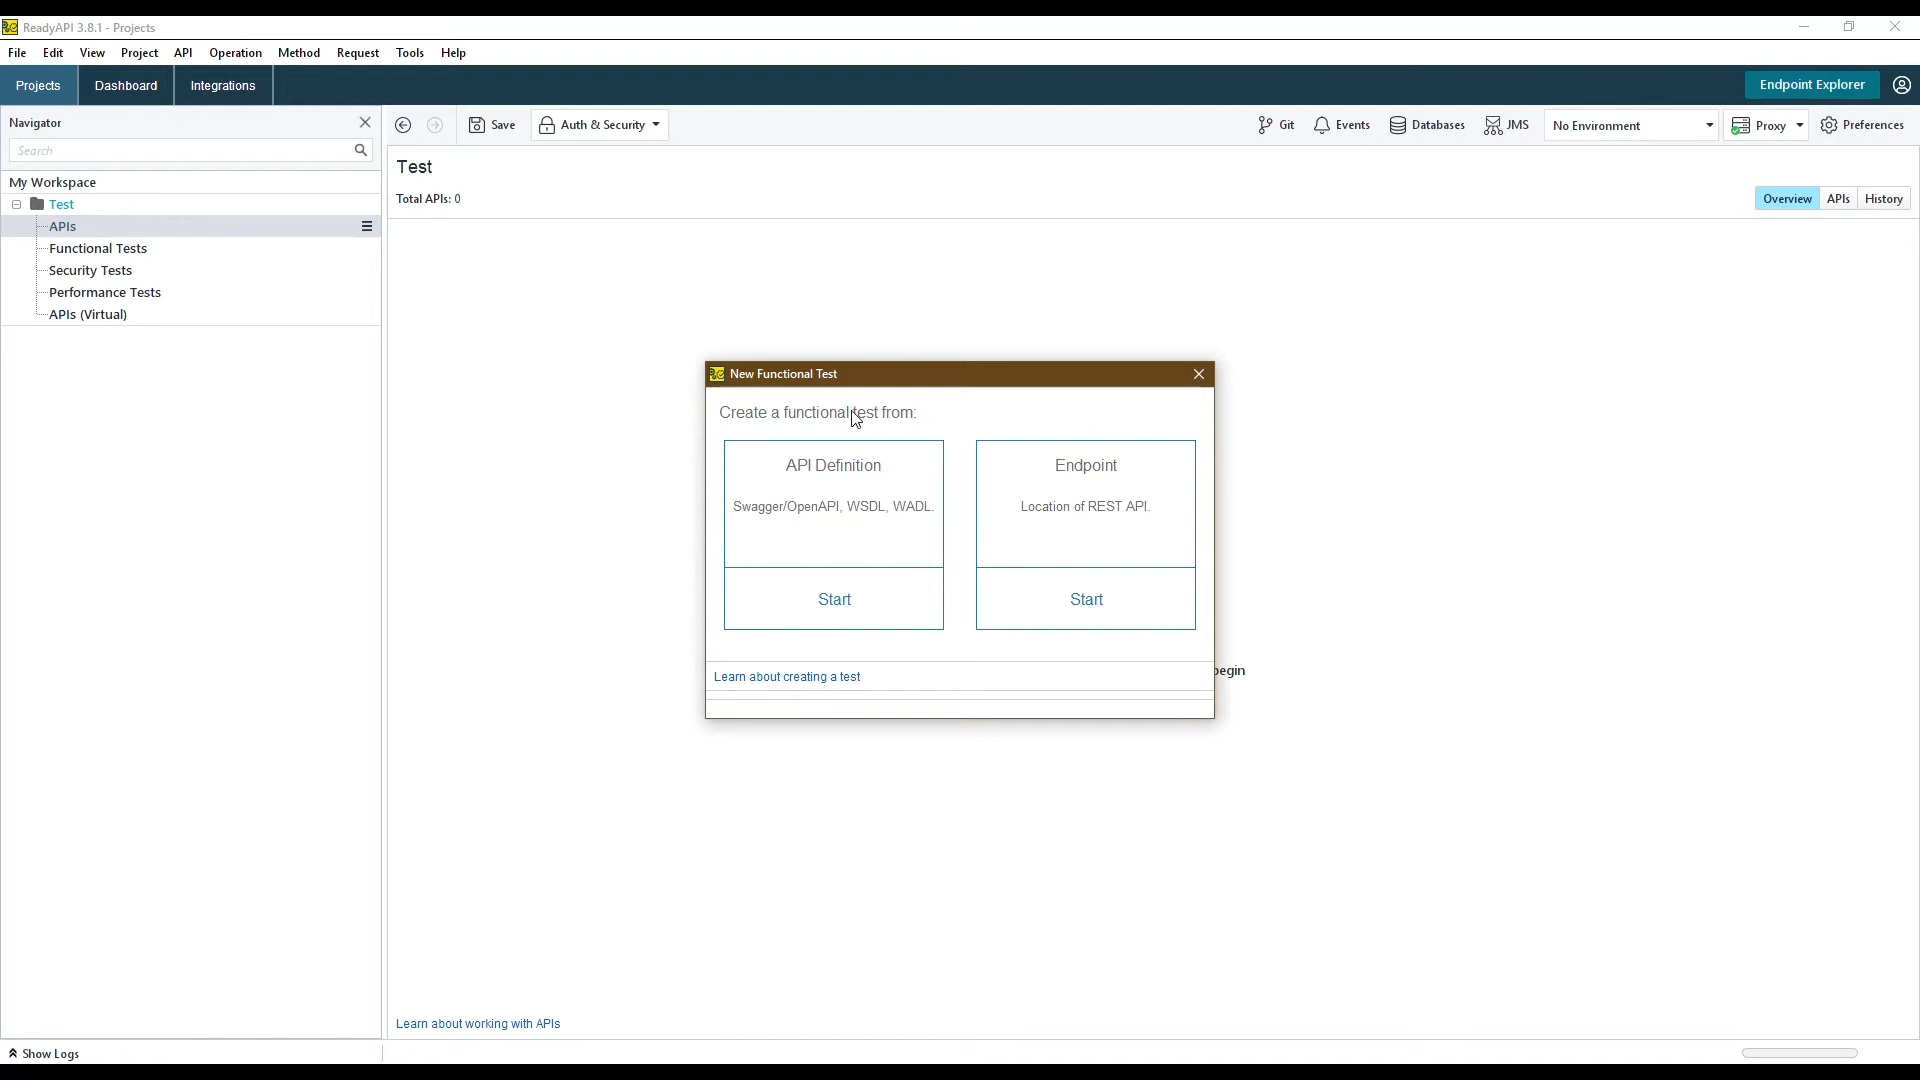 ReadyAPI 3.8.1 - Projects
File Edit View Project API Operation Method Request Tools Help
Projects Dashboard Integrations Endpoint Explorer
Navigator
Save Auth & Security Git Events Databases JMS No Environment Proxy Preferences
Search
My Workspace
Test
APIs
Functional Tests
Security Tests
Performance Tests
APIs (Virtual)
Test
Total APIs: 0
Overview APIs History
New Functional Test
Create a functional test from:
API Definition
Swagger/OpenAPI, WSDL, WADL.
Start
Endpoint
Location of REST API.
Start
Learn about creating a test
begin
Learn about working with APIs
Show Logs